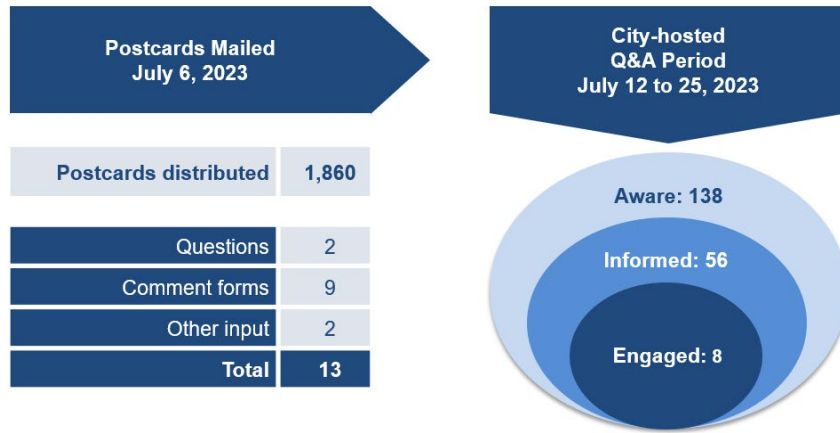 Postcards Mailed
July 6, 2023
City-hosted
Q&A Period
July 12 to 25, 2023
Postcards distributed 1,860
Questions 2
Comment forms 9
Other input 2
Total 13
Aware: 138
Informed: 56
Engaged: 8